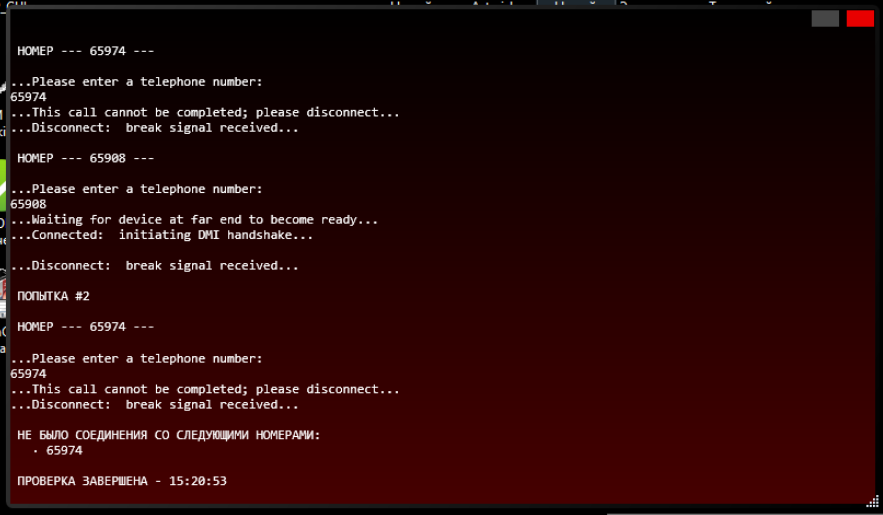 НОМЕР --- 65974 ---
...Please enter a telephone number:
65974
...This call cannot be completed; please disconnect...
...Disconnect:  break signal received...
НОМЕР --- 65908 ---
...Please enter a telephone number:
65908
...Waiting for device at far end to become ready...
...Connected:  initiating DMI handshake...
...Disconnect:  break signal received...
ПОПЫТКА #2
НОМЕР --- 65974 ---
...Please enter a telephone number:
65974
...This call cannot be completed; please disconnect...
...Disconnect:  break signal received...
НЕ БЫЛО СОЕДИНЕНИЯ СО СЛЕДУЮЩИМИ НОМЕРАМИ:
· 65974
ПРОВЕРКА ЗАВЕРШЕНА - 15:20:53